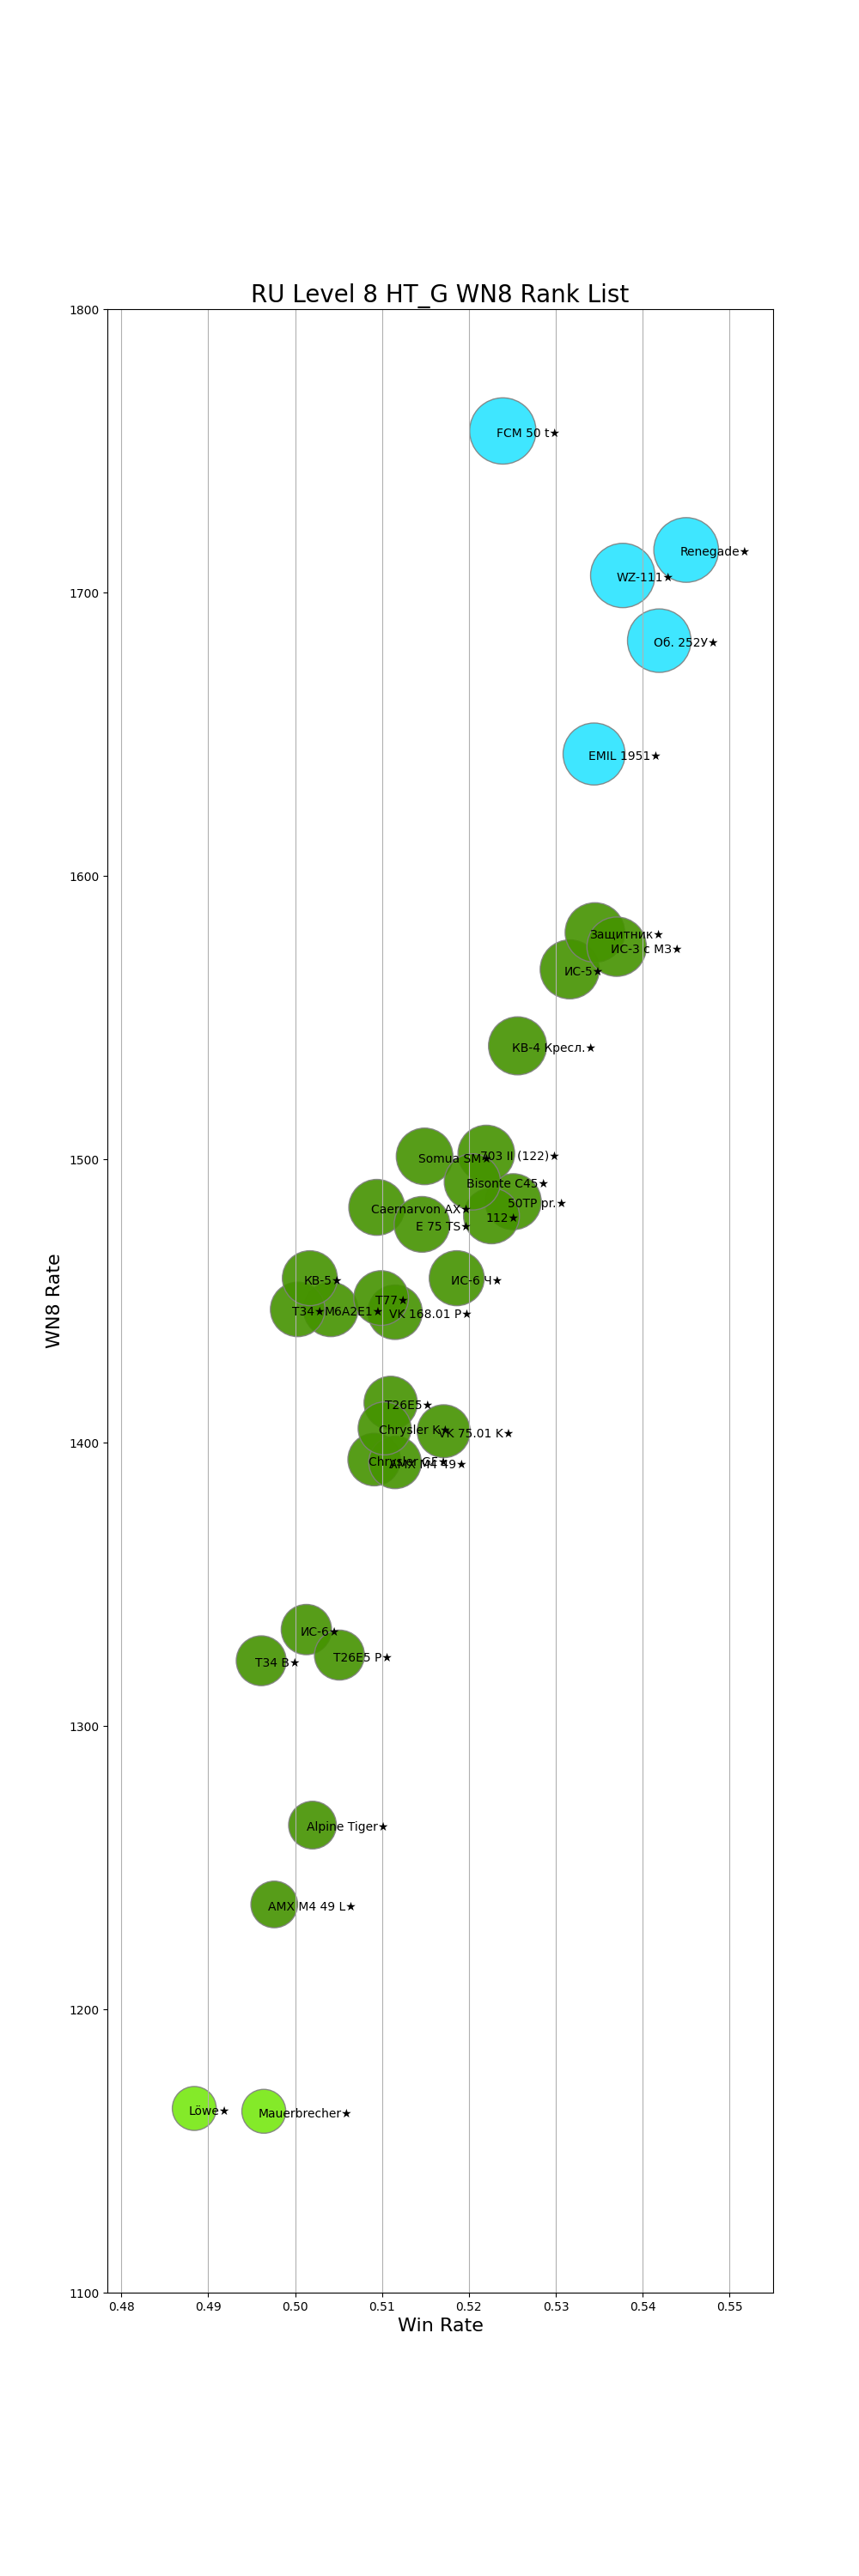 RU Level 8 HT_G WN8 Rank List
1800
FCM 50 t★
Renegade★
WZ-111★
1700
Об. 252У★
EMIL 1951★
1600
Защитник★
ИС-3 с МЗ★
ИС-5★
КВ-4 Кресл.★
1500
703 II (122)★
Somua SM★
Bisonte C45★
50TP pr.★
Caernarvon AX★
112★
E 75 TS★
КВ-5★
ИС-6 Ч★
T77★
T34★
M6A2E1★
VK 168.01 P★
WN8 Rate
T26E5★
1400
Chrysler K★
VK 75.01 K★
Chrysler GF★
AMX M4 49★
ИС-6★
T26E5 P★
T34 B★
1300
Alpine Tiger★
AMX M4 49 L★
1200
Löwe★
Mauerbrecher★
1100
0.48 0.49 0.50 0.51 0.52 0.53 0.54 0.55
Win Rate